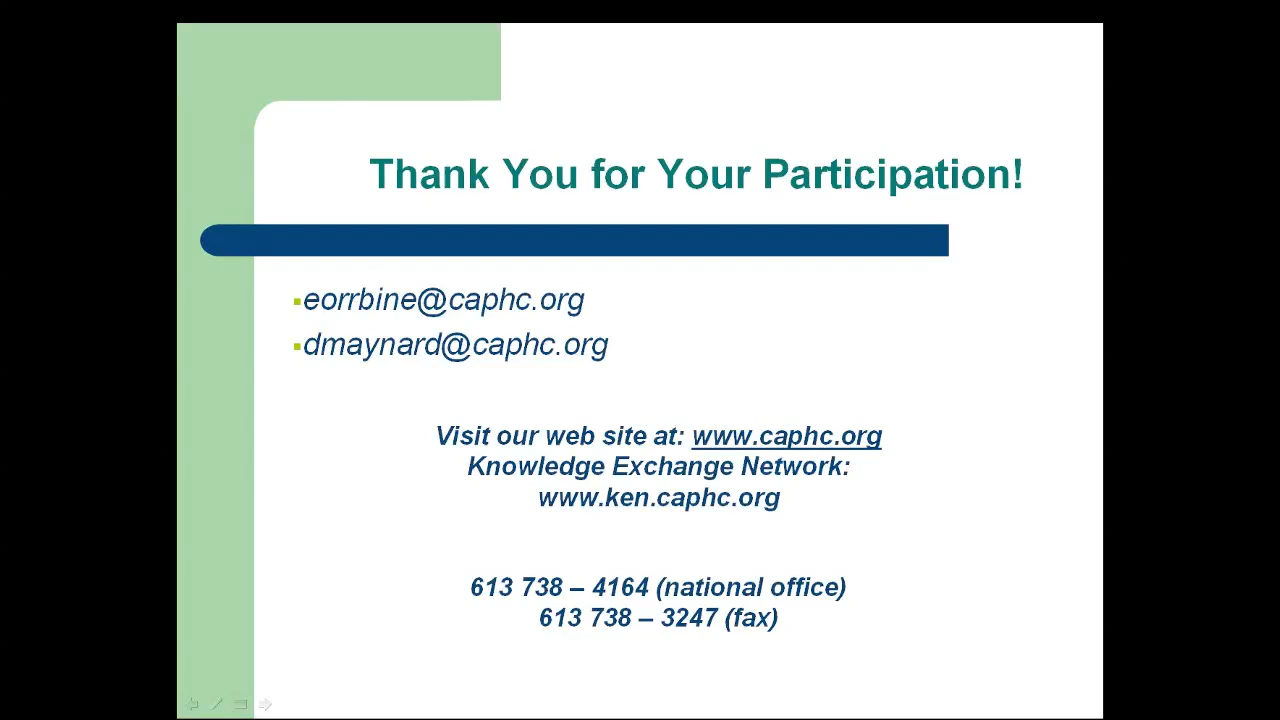 Thank You for Your Participation!
eorrbine@caphc.org
dmaynard@caphc.org
Visit our web site at: www.caphc.org
Knowledge Exchange Network:
www.ken.caphc.org
613 738 – 4164 (national office)
613 738 – 3247 (fax)